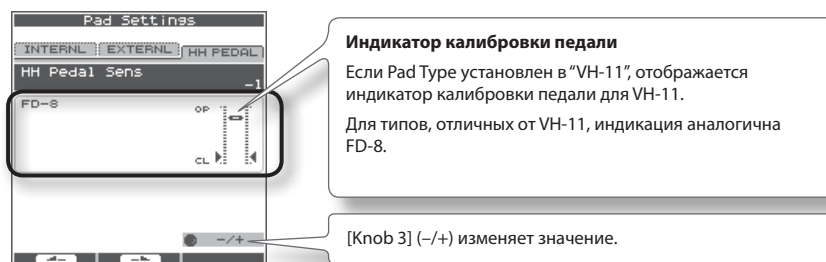 Pad Settings
INTERNL EXTERNL HH PEDAL
HH Pedal Sens
-1
FD-8
OP
CL
-/+
Индикатор калибровки педали
Если Pad Type установлен в “VH-11”, отображается
индикатор калибровки педали для VH-11.
Для типов, отличных от VH-11, индикация аналогична
FD-8.
[Knob 3] (–/+) изменяет значение.